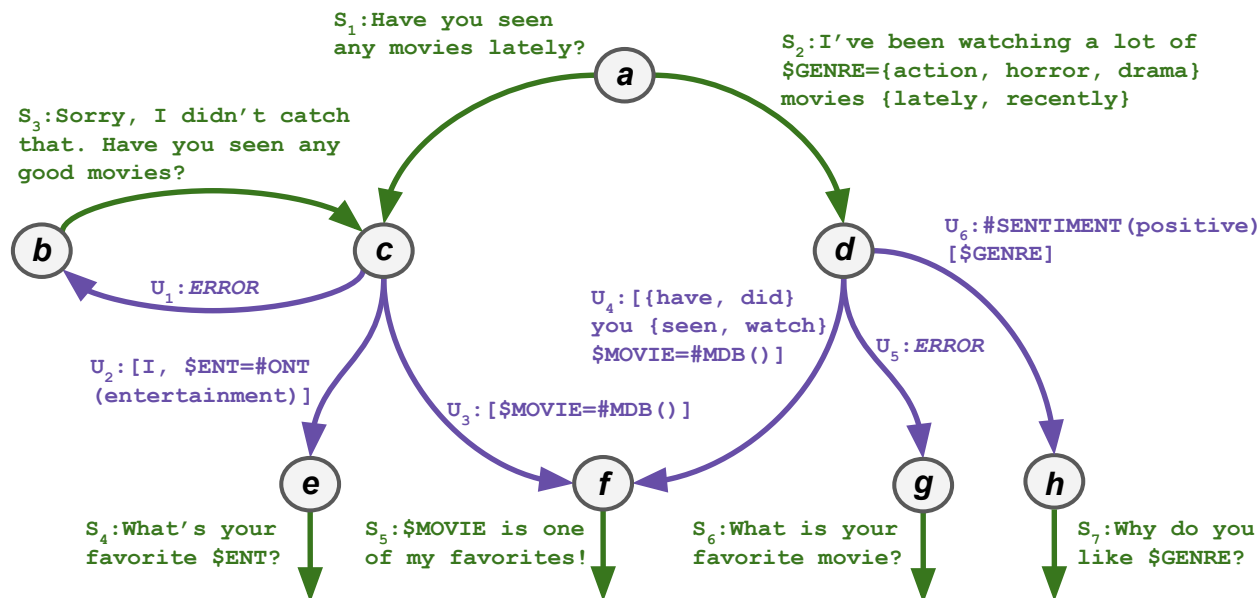 S₁:Have you seen
any movies lately?
a
S₂:I've been watching a lot of
$GENRE={action, horror, drama}
movies {lately, recently}
S₃:Sorry, I didn't catch
that. Have you seen any
good movies?
b
c
d
U₆:#SENTIMENT(positive)
[$GENRE]
U₁:ERROR
U₄:[{have, did}
you {seen, watch}
$MOVIE=#MDB()]
U₅:ERROR
U₂:[I, $ENT=#ONT
(entertainment)]
U₃:[$MOVIE=#MDB()]
e
f
g
h
S₄:What's your
favorite $ENT?
S₅:$MOVIE is one
of my favorites!
S₆:What is your
favorite movie?
S₇:Why do you
like $GENRE?